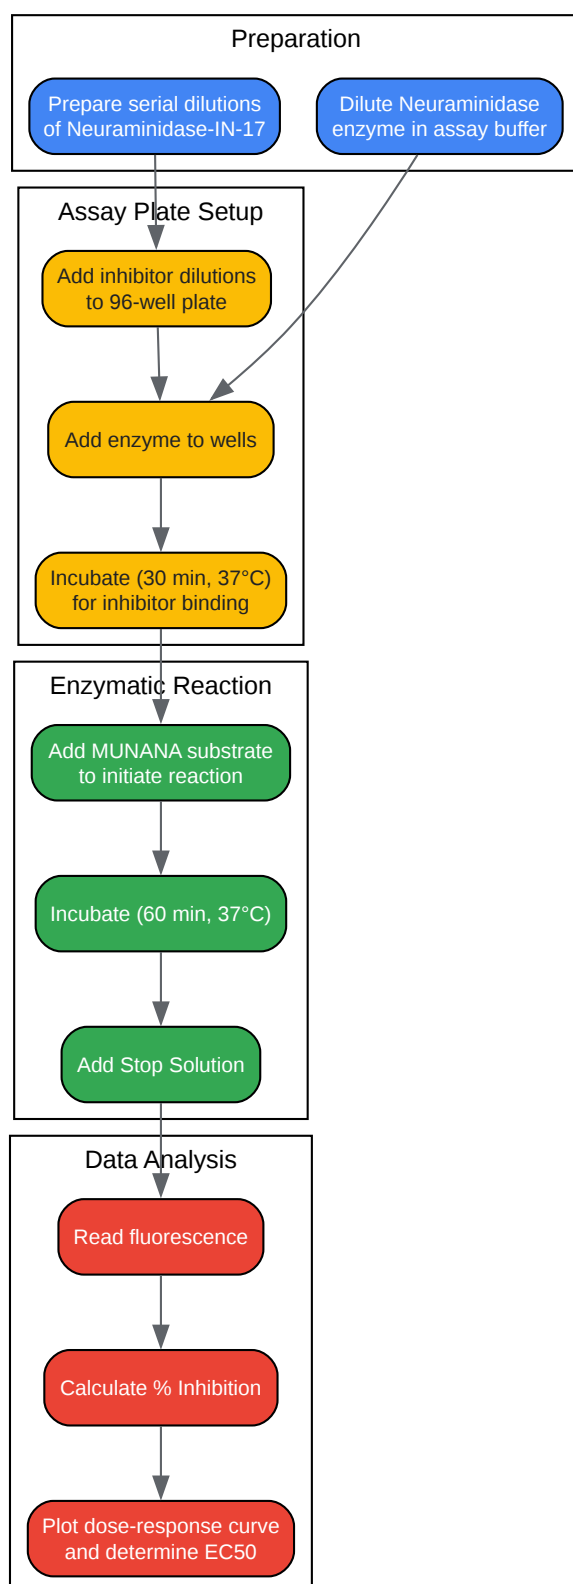 Preparation
Prepare serial dilutions
of Neuraminidase-IN-17
Dilute Neuraminidase
enzyme in assay buffer
Assay Plate Setup
Add inhibitor dilutions
to 96-well plate
Add enzyme to wells
Incubate (30 min, 37°C)
for inhibitor binding
Enzymatic Reaction
Add MUNANA substrate
to initiate reaction
Incubate (60 min, 37°C)
Add Stop Solution
Data Analysis
Read fluorescence
Calculate % Inhibition
Plot dose-response curve
and determine EC50